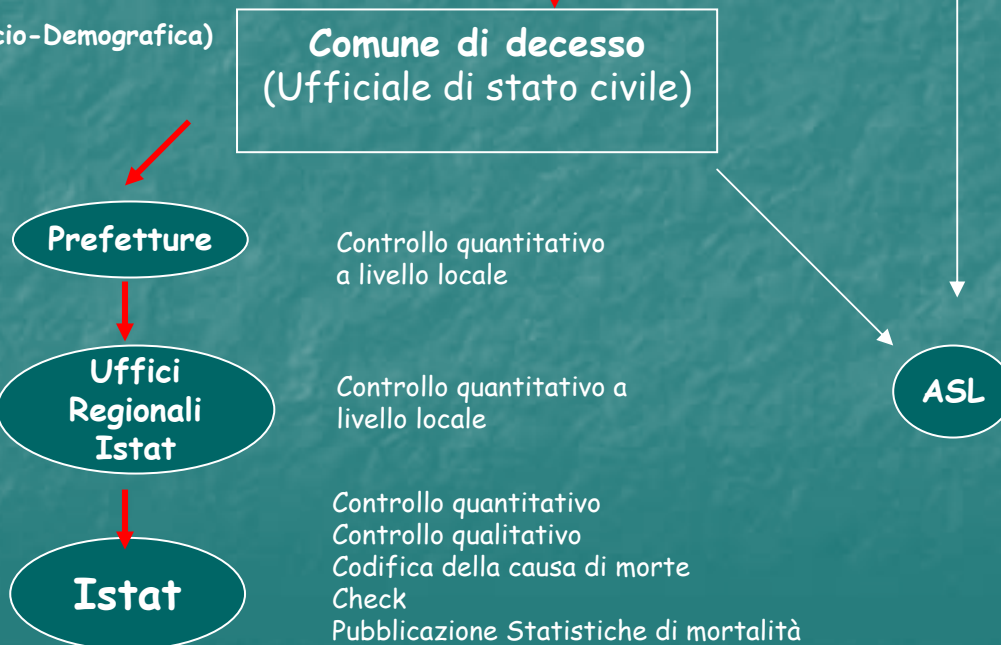 cio-Demografica)
Comune di decesso
(Ufficiale di stato civile)
Prefetture
Controllo quantitativo
a livello locale
Uffici
Regionali
Istat
Controllo quantitativo a
livello locale
ASL
Istat
Controllo quantitativo
Controllo qualitativo
Codifica della causa di morte
Check
Pubblicazione Statistiche di mortalità